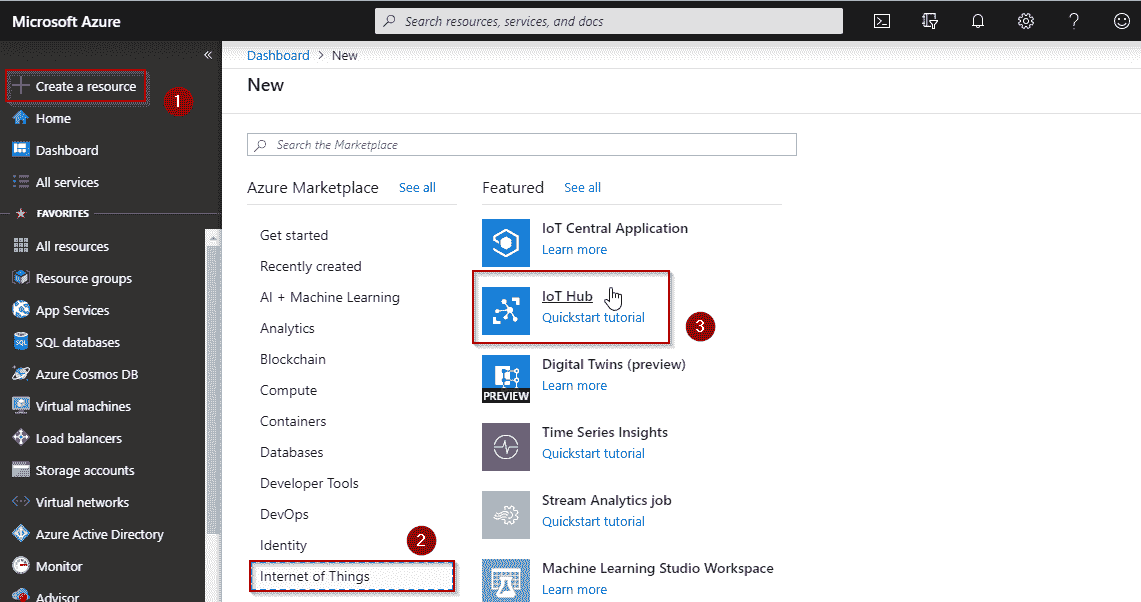 Microsoft Azure
Search resources, services, and docs
«
Create a resource
1
Home
Dashboard
All services
FAVORITES
All resources
Resource groups
App Services
SQL
SQL databases
Azure Cosmos DB
Virtual machines
Load balancers
Storage accounts
Virtual networks
Azure Active Directory
Monitor
Advisor
Dashboard > New
New
Search the Marketplace
Azure Marketplace See all
Get started
Recently created
AI + Machine Learning
Analytics
Blockchain
Compute
Containers
Databases
Developer Tools
DevOps
Identity
2
Internet of Things
Featured See all
IoT Central Application
Learn more
IoT Hub
Quickstart tutorial
3
Digital Twins (preview)
Learn more
PREVIEW
Time Series Insights
Quickstart tutorial
Stream Analytics job
Quickstart tutorial
Machine Learning Studio Workspace
Learn more